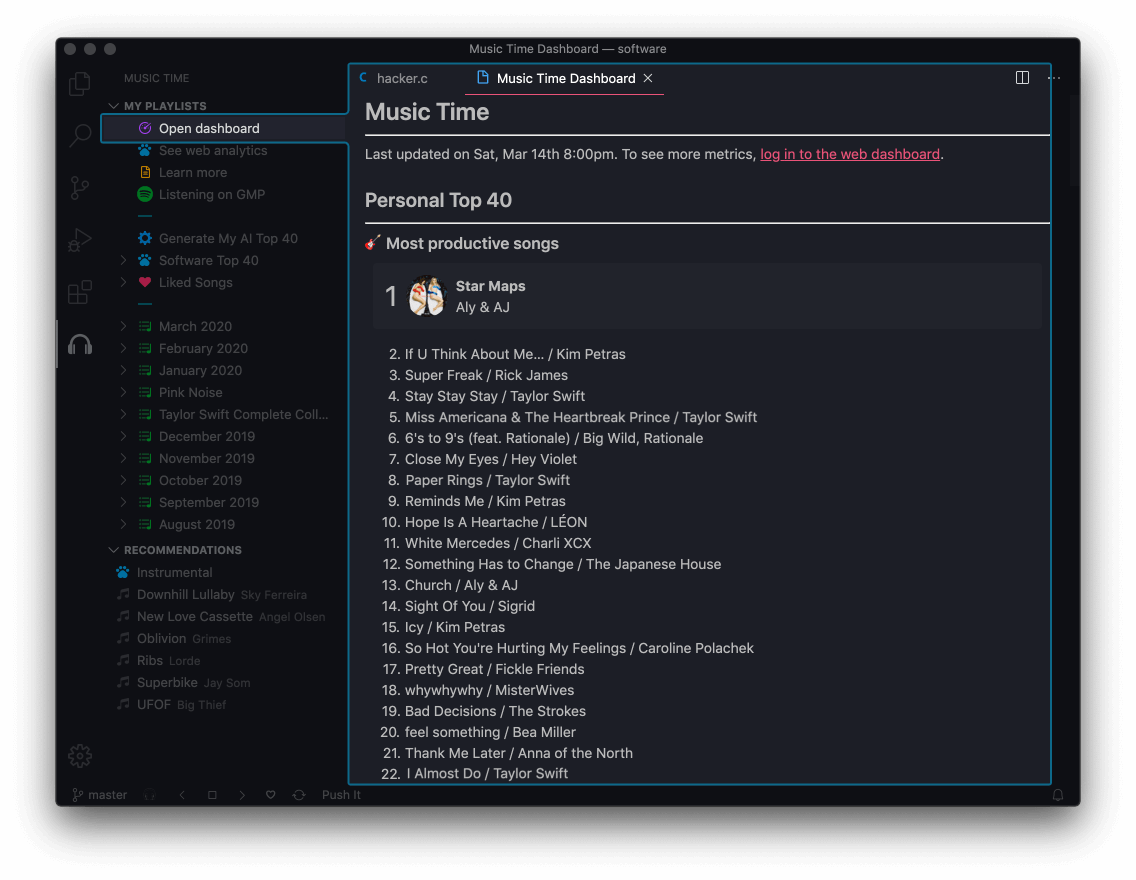 Music Time Dashboard — software
MUSIC TIME
MY PLAYLISTS
Open dashboard
See web analytics
Learn more
Listening on GMP
Generate My AI Top 40
Software Top 40
Liked Songs
March 2020
February 2020
January 2020
Pink Noise
Taylor Swift Complete Coll...
December 2019
November 2019
October 2019
September 2019
August 2019
RECOMMENDATIONS
Instrumental
Downhill Lullaby Sky Ferreira
New Love Cassette Angel Olsen
Oblivion Grimes
Ribs Lorde
Superbike Jay Som
UFOF Big Thief
C hacker.c
Music Time Dashboard
Music Time
Last updated on Sat, Mar 14th 8:00pm. To see more metrics, log in to the web dashboard.
Personal Top 40
Most productive songs
1
Star Maps
Aly & AJ
2. If U Think About Me... / Kim Petras
3. Super Freak / Rick James
4. Stay Stay Stay / Taylor Swift
5. Miss Americana & The Heartbreak Prince / Taylor Swift
6. 6's to 9's (feat. Rationale) / Big Wild, Rationale
7. Close My Eyes / Hey Violet
8. Paper Rings / Taylor Swift
9. Reminds Me / Kim Petras
10. Hope Is A Heartache / LÉON
11. White Mercedes / Charli XCX
12. Something Has to Change / The Japanese House
13. Church / Aly & AJ
14. Sight Of You / Sigrid
15. Icy / Kim Petras
16. So Hot You're Hurting My Feelings / Caroline Polachek
17. Pretty Great / Fickle Friends
18. whywhywhy / MisterWives
19. Bad Decisions / The Strokes
20. feel something / Bea Miller
21. Thank Me Later / Anna of the North
22. I Almost Do / Taylor Swift
master
Push It